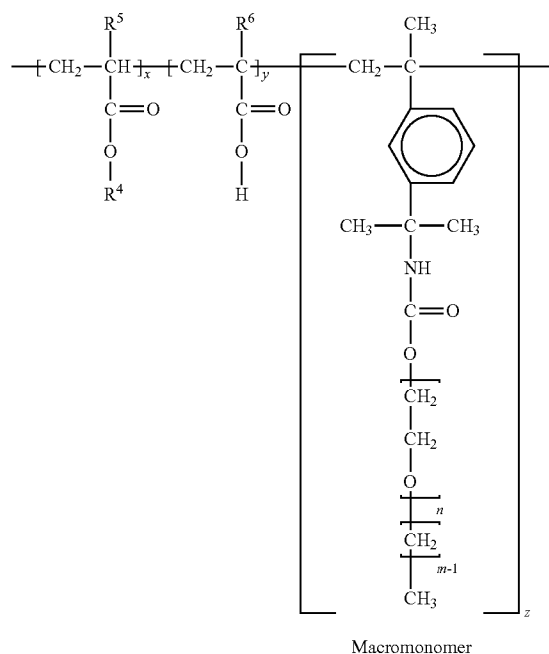 R5 R6 CH3
[CH2—CH]x [CH2—C]y CH2—C
C=O C=O
O O
R4 H
CH3—C—CH3
NH
C=O
O
CH2
CH2
O
n
CH2
m-1
CH3
z
Macromonomer